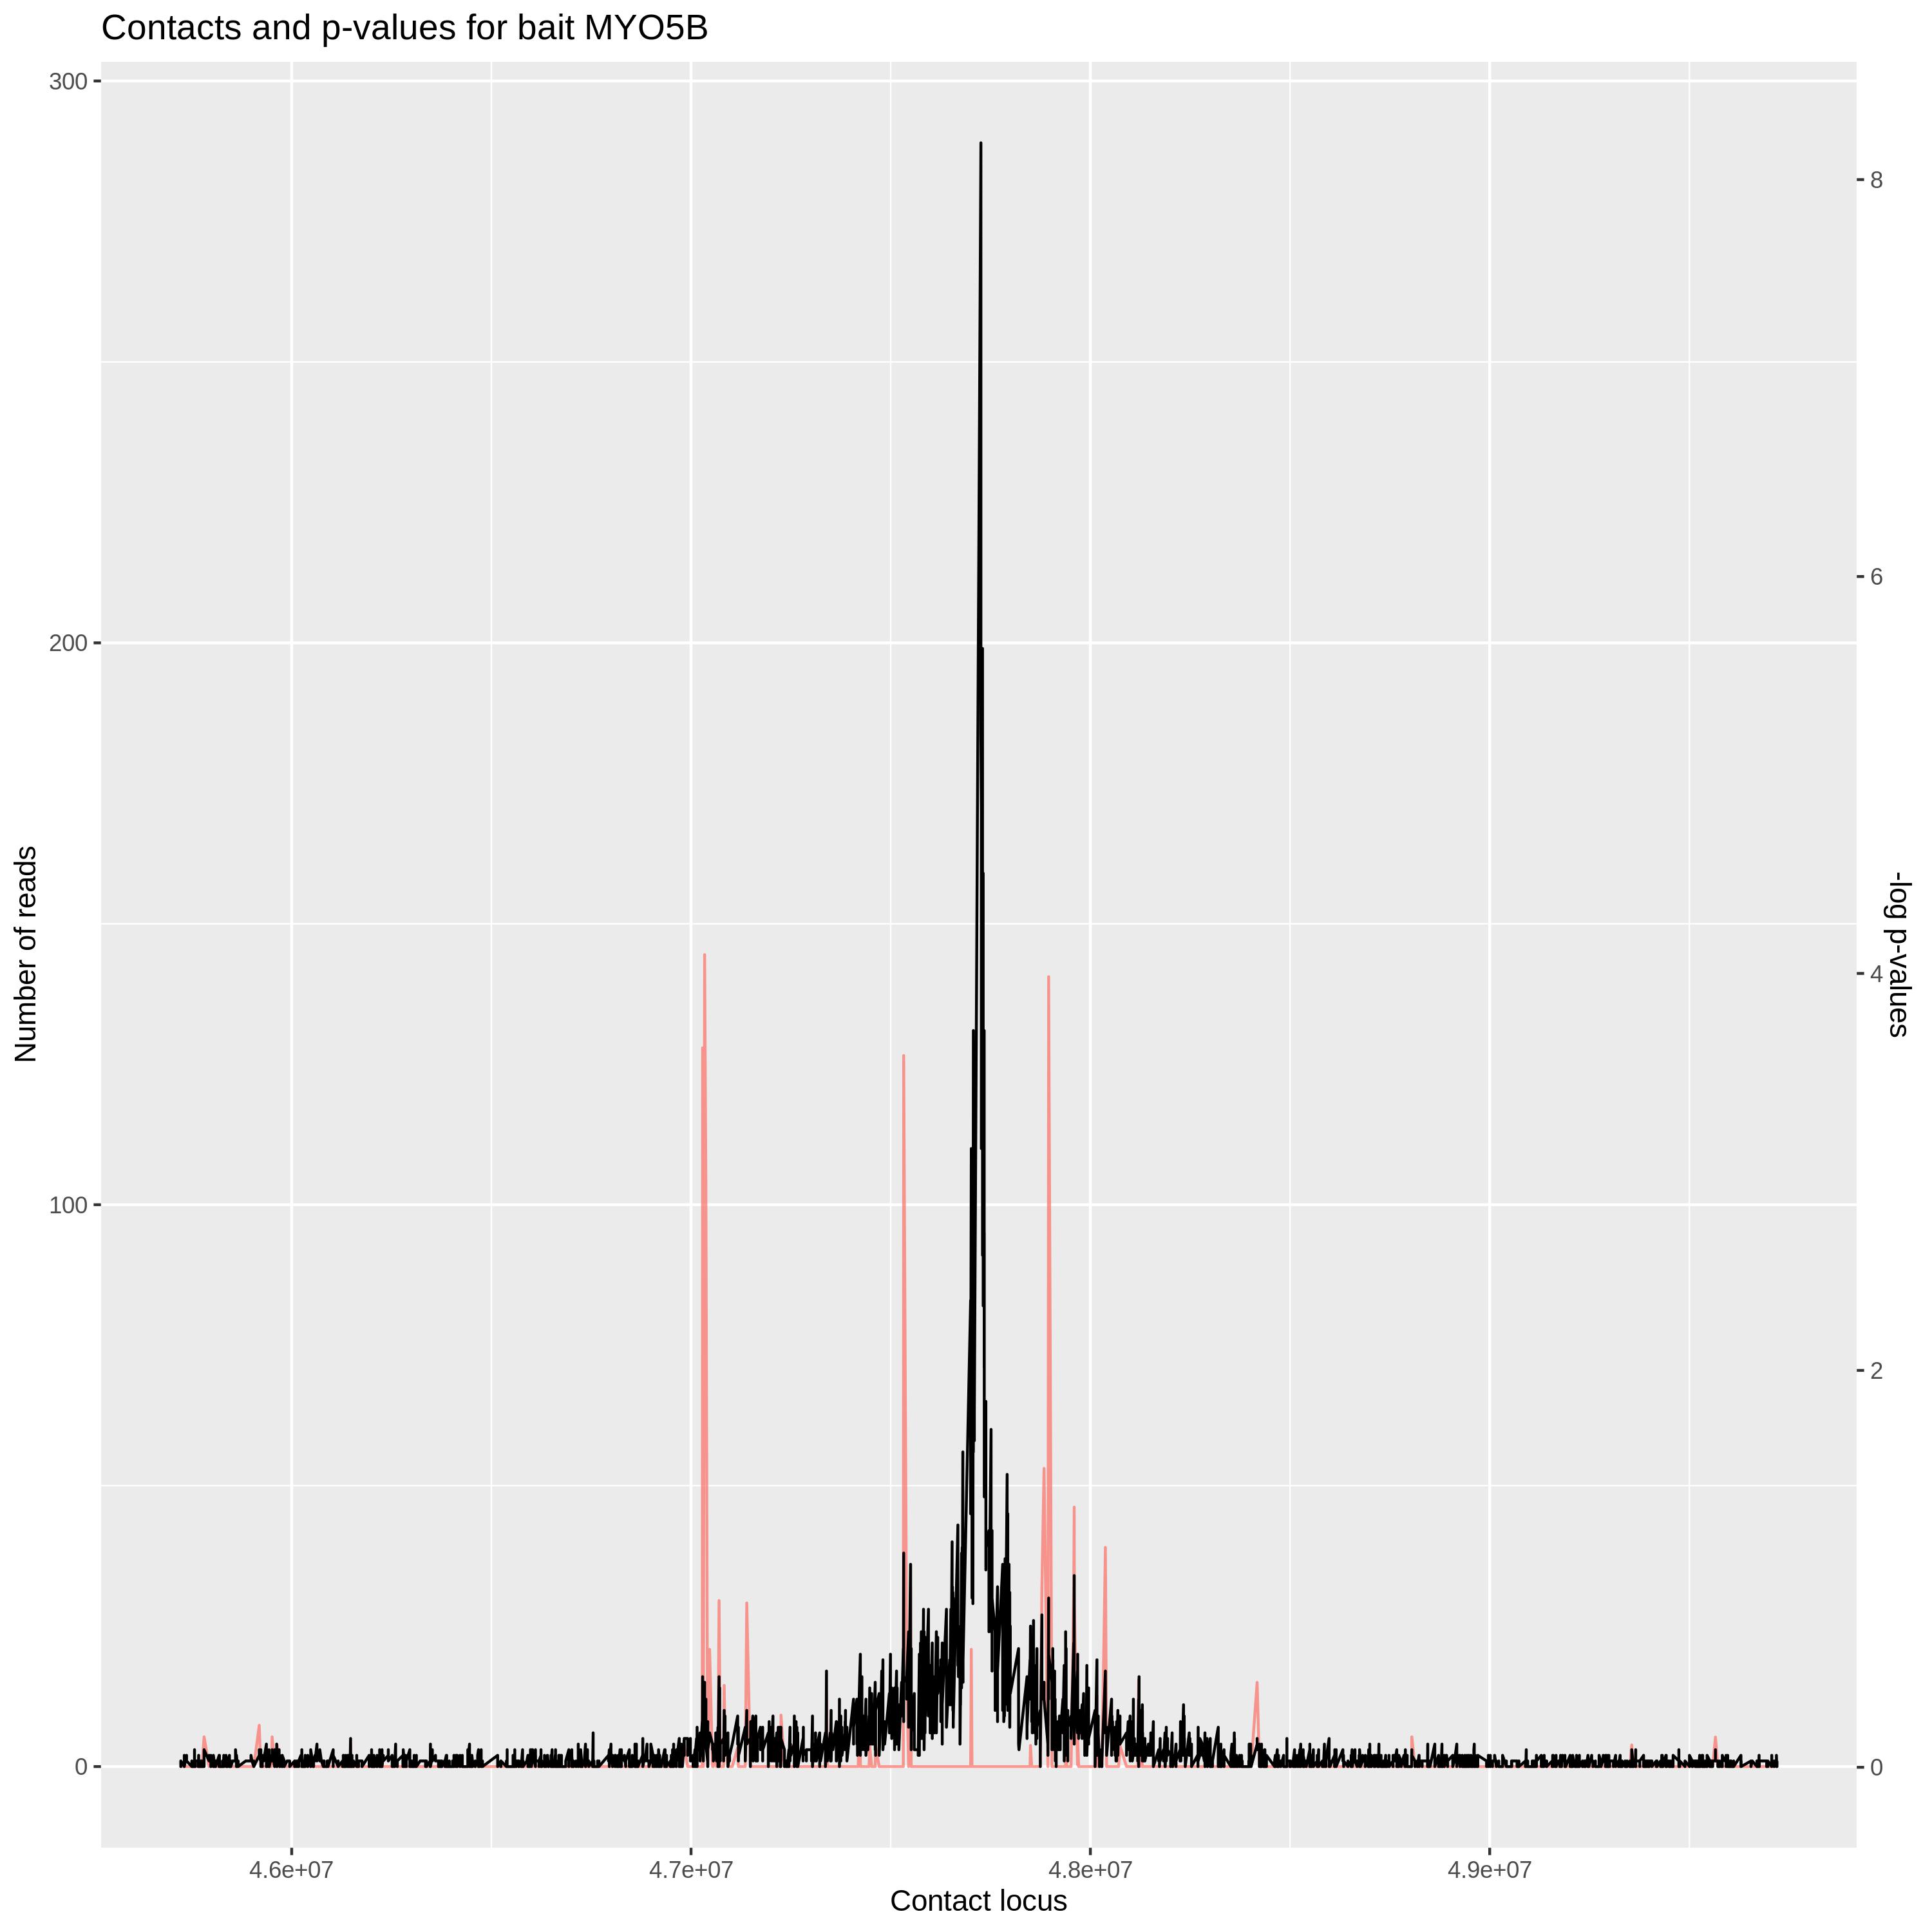 Contacts and p-values for bait MYO5B
300
200
100
0
Number of reads
8
6
4
2
0
-log p-values
4.6e+07
4.7e+07
4.8e+07
4.9e+07
Contact locus